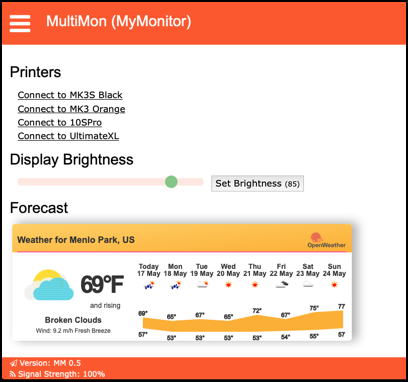 MultiMon (MyMonitor)
Printers
Connect to MK3S Black
Connect to MK3 Orange
Connect to 10SPro
Connect to UltimateXL
Display Brightness
Set Brightness (85)
Forecast
Weather for Menlo Park, US
OpenWeather
Today Mon Tue Wed Thu Fri Sat Sun
17 May 18 May 19 May 20 May 21 May 22 May 23 May 24 May
69°F
and rising
Broken Clouds
Wind: 9.2 m/h Fresh Breeze
69° 65° 67° 65° 72° 67° 75° 77
57° 53° 53° 53° 53° 54° 55° 57
Version: MM 0.5
Signal Strength: 100%